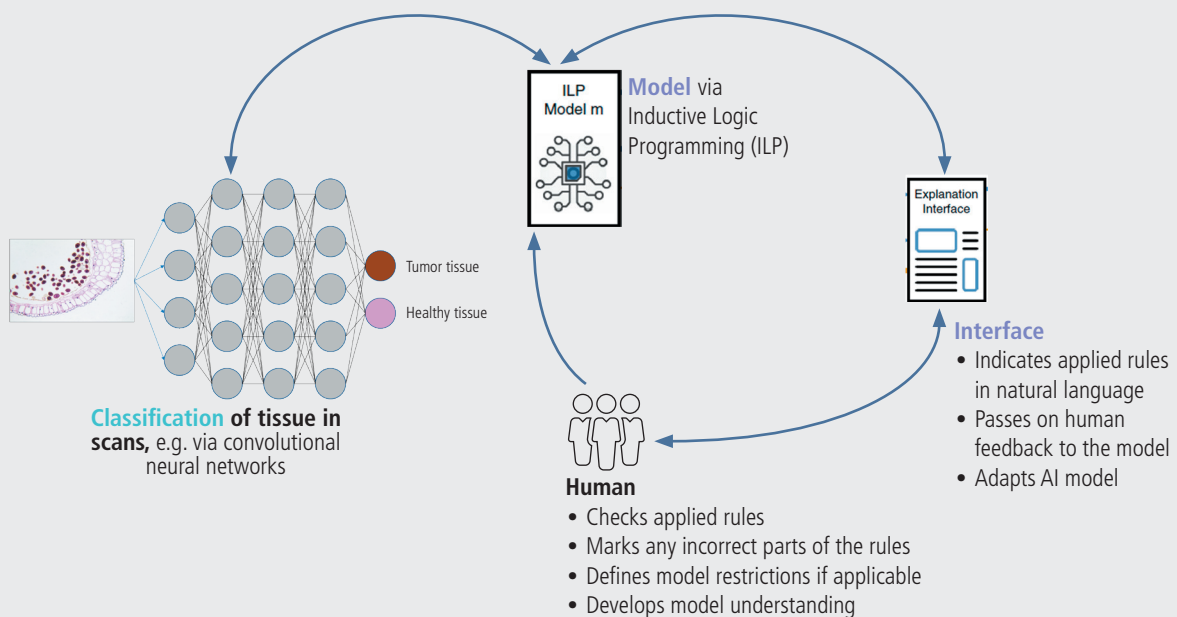 ILP
Model m
Model via
Inductive Logic
Programming (ILP)
Explanation
Interface
Tumor tissue
Healthy tissue
Classification of tissue in
scans, e.g. via convolutional
neural networks
Interface
• Indicates applied rules
in natural language
• Passes on human
feedback to the model
• Adapts AI model
Human
• Checks applied rules
• Marks any incorrect parts of the rules
• Defines model restrictions if applicable
• Develops model understanding